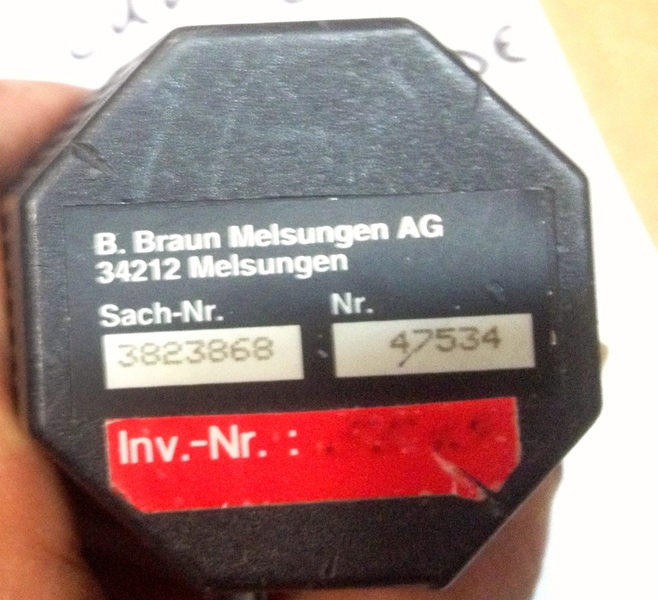 B. Braun Melsungen AG
34212 Melsungen
Sach-Nr. Nr.
3823868 47534
Inv.-Nr. :